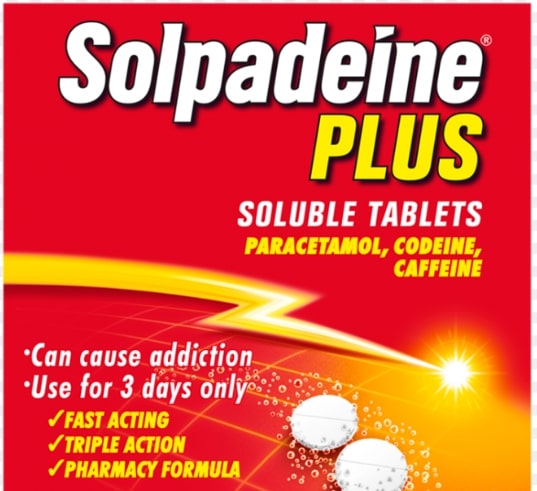 Solpadeine®
PLUS
SOLUBLE TABLETS
PARACETAMOL, CODEINE,
CAFFEINE
·Can cause addiction
·Use for 3 days only
✓FAST ACTING
✓TRIPLE ACTION
✓PHARMACY FORMULA